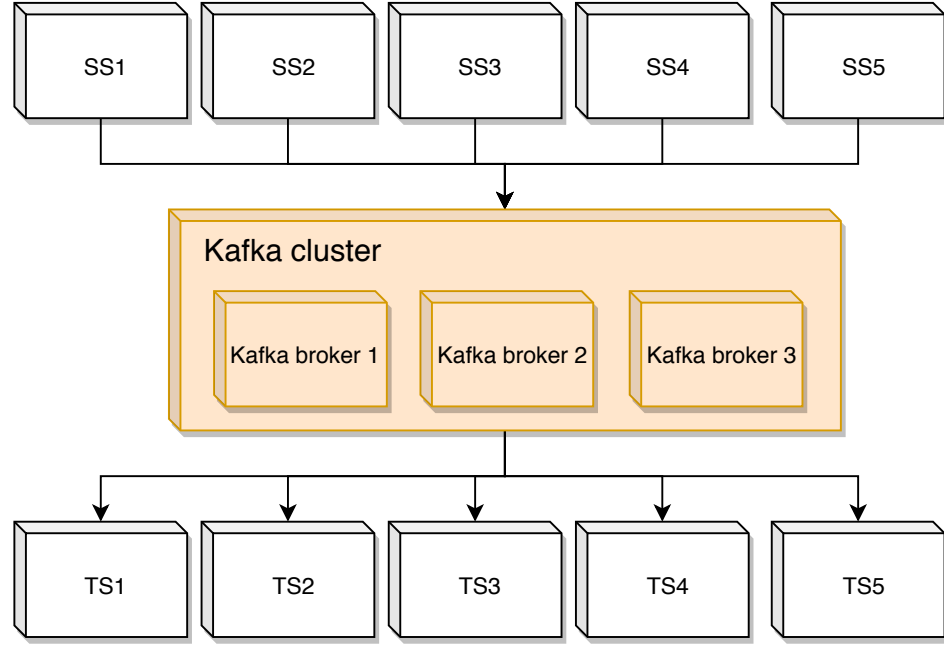 SS1
SS2
SS3
SS4
SS5
Kafka cluster
Kafka broker 1
Kafka broker 2
Kafka broker 3
TS1
TS2
TS3
TS4
TS5